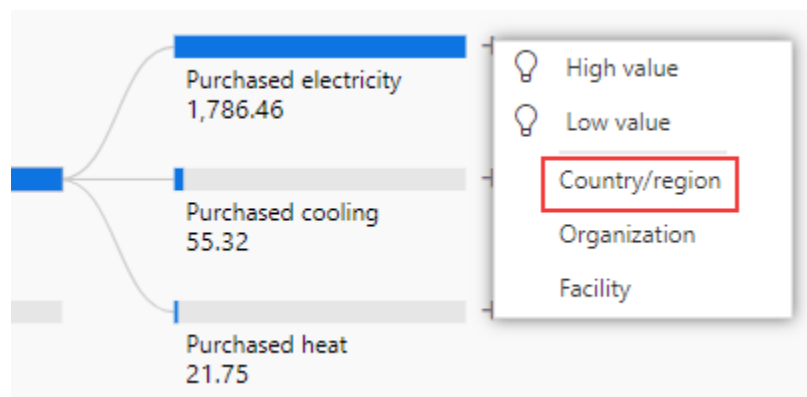 Purchased electricity
1,786.46
Purchased cooling
55.32
Purchased heat
21.75
High value
Low value
Country/region
Organization
Facility